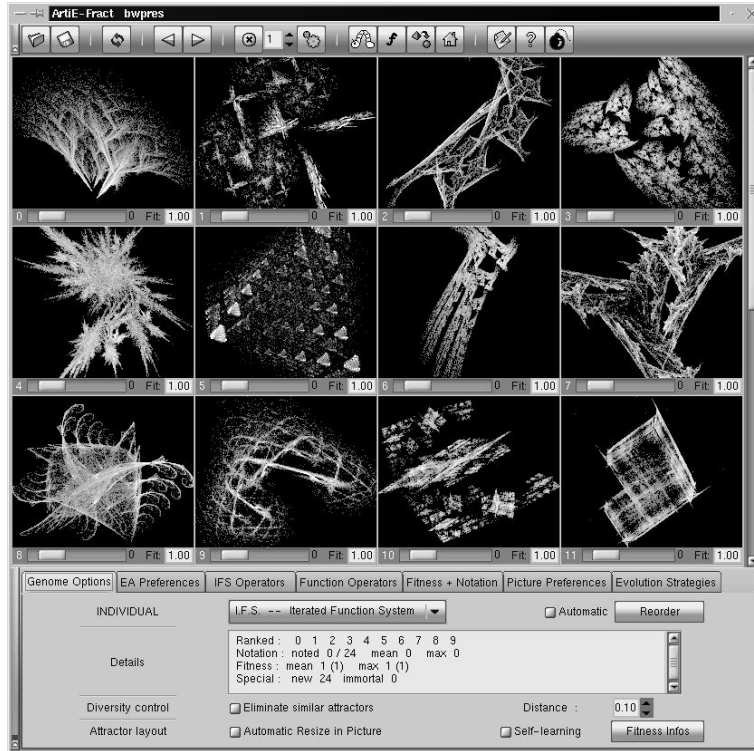 ArtiE-Fract bwpres
1
0 0 Fit: 1.00 1 0 Fit: 1.00 2 0 Fit: 1.00 3 0 Fit: 1.00
4 0 Fit: 1.00 5 0 Fit: 1.00 6 0 Fit: 1.00 7 0 Fit: 1.00
8 0 Fit: 1.00 9 0 Fit: 1.00 10 0 Fit: 1.00 11 0 Fit: 1.00
Genome Options EA Preferences IFS Operators Function Operators Fitness + Notation Picture Preferences Evolution Strategies
INDIVIDUAL I.F.S. -- Iterated Function System Automatic Reorder
Details
Ranked : 0 1 2 3 4 5 6 7 8 9
Notation : noted 0 / 24 mean 0 max 0
Fitness : mean 1 (1) max 1 (1)
Special : new 24 immortal 0
Diversity control Eliminate similar attractors Distance : 0.10
Attractor layout Automatic Resize in Picture Self-learning Fitness Infos